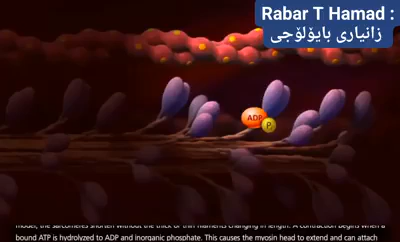 Rabar T Hamad :
زانیاری بایۆلۆجی
ADP
P
model, the sarcomeres shorten without the thick or thin filaments changing in length. A contraction begins when a
bound ATP is hydrolyzed to ADP and inorganic phosphate. This causes the myosin head to extend and can attach